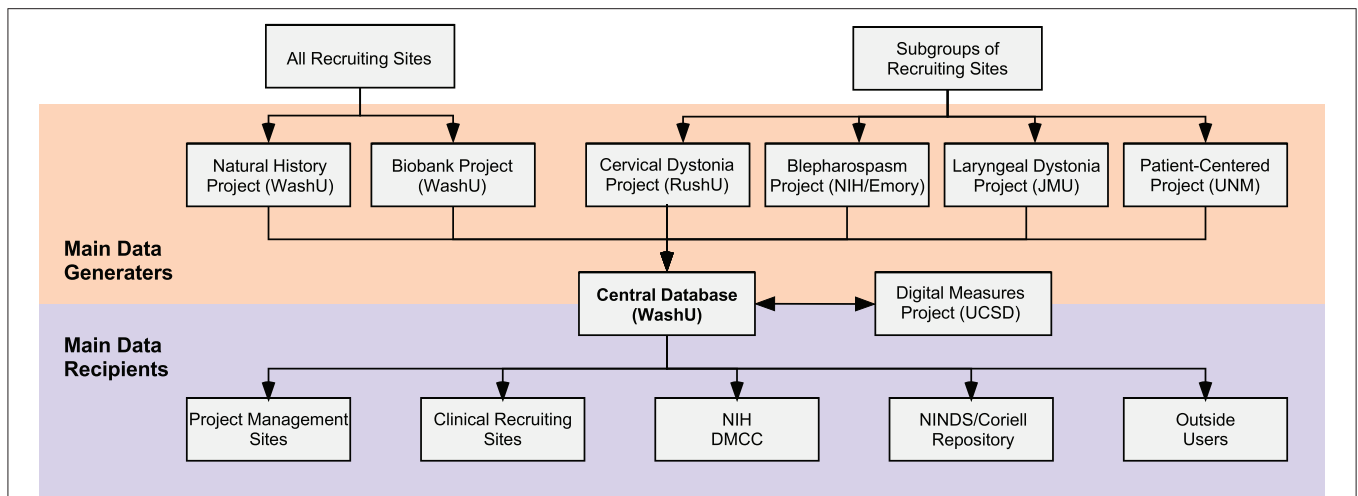 All Recruiting Sites
Subgroups of
Recruiting Sites
Natural History
Project (WashU)
Biobank Project
(WashU)
Cervical Dystonia
Project (RushU)
Blepharospasm
Project (NIH/Emory)
Laryngeal Dystonia
Project (JMU)
Patient-Centered
Project (UNM)
Main Data
Generaters
Central Database
(WashU)
Digital Measures
Project (UCSD)
Main Data
Recipients
Project Management
Sites
Clinical Recruiting
Sites
NIH
DMCC
NINDS/Coriell
Repository
Outside
Users